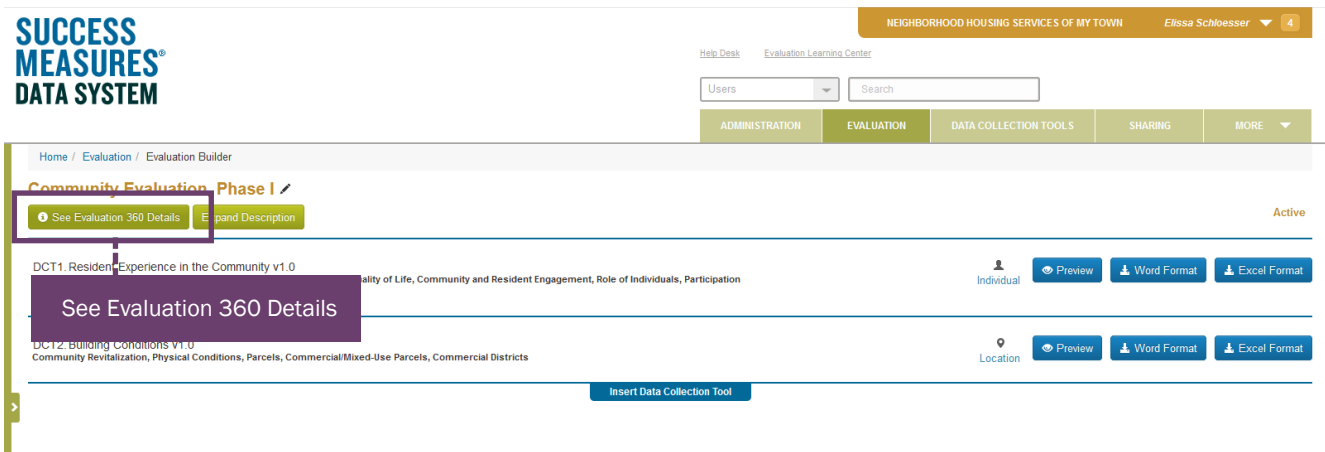 SUCCESS
MEASURES®
DATA SYSTEM
NEIGHBORHOOD HOUSING SERVICES OF MY TOWN Elissa Schloesser 4
Help Desk Evaluation Learning Center
Users Search
ADMINISTRATION EVALUATION DATA COLLECTION TOOLS SHARING MORE
Home / Evaluation / Evaluation Builder
Community Evaluation Phase I
See Evaluation 360 Details Expand Description
Active
DCT1. Resident Experience in the Community v1.0
of Life, Community and Resident Engagement, Role of Individuals, Participation
Individual Preview Word Format Excel Format
See Evaluation 360 Details
DCT2. Building Conditions v1.0
Community Revitalization, Physical Conditions, Parcels, Commercial/Mixed-Use Parcels, Commercial Districts
Location Preview Word Format Excel Format
Insert Data Collection Tool